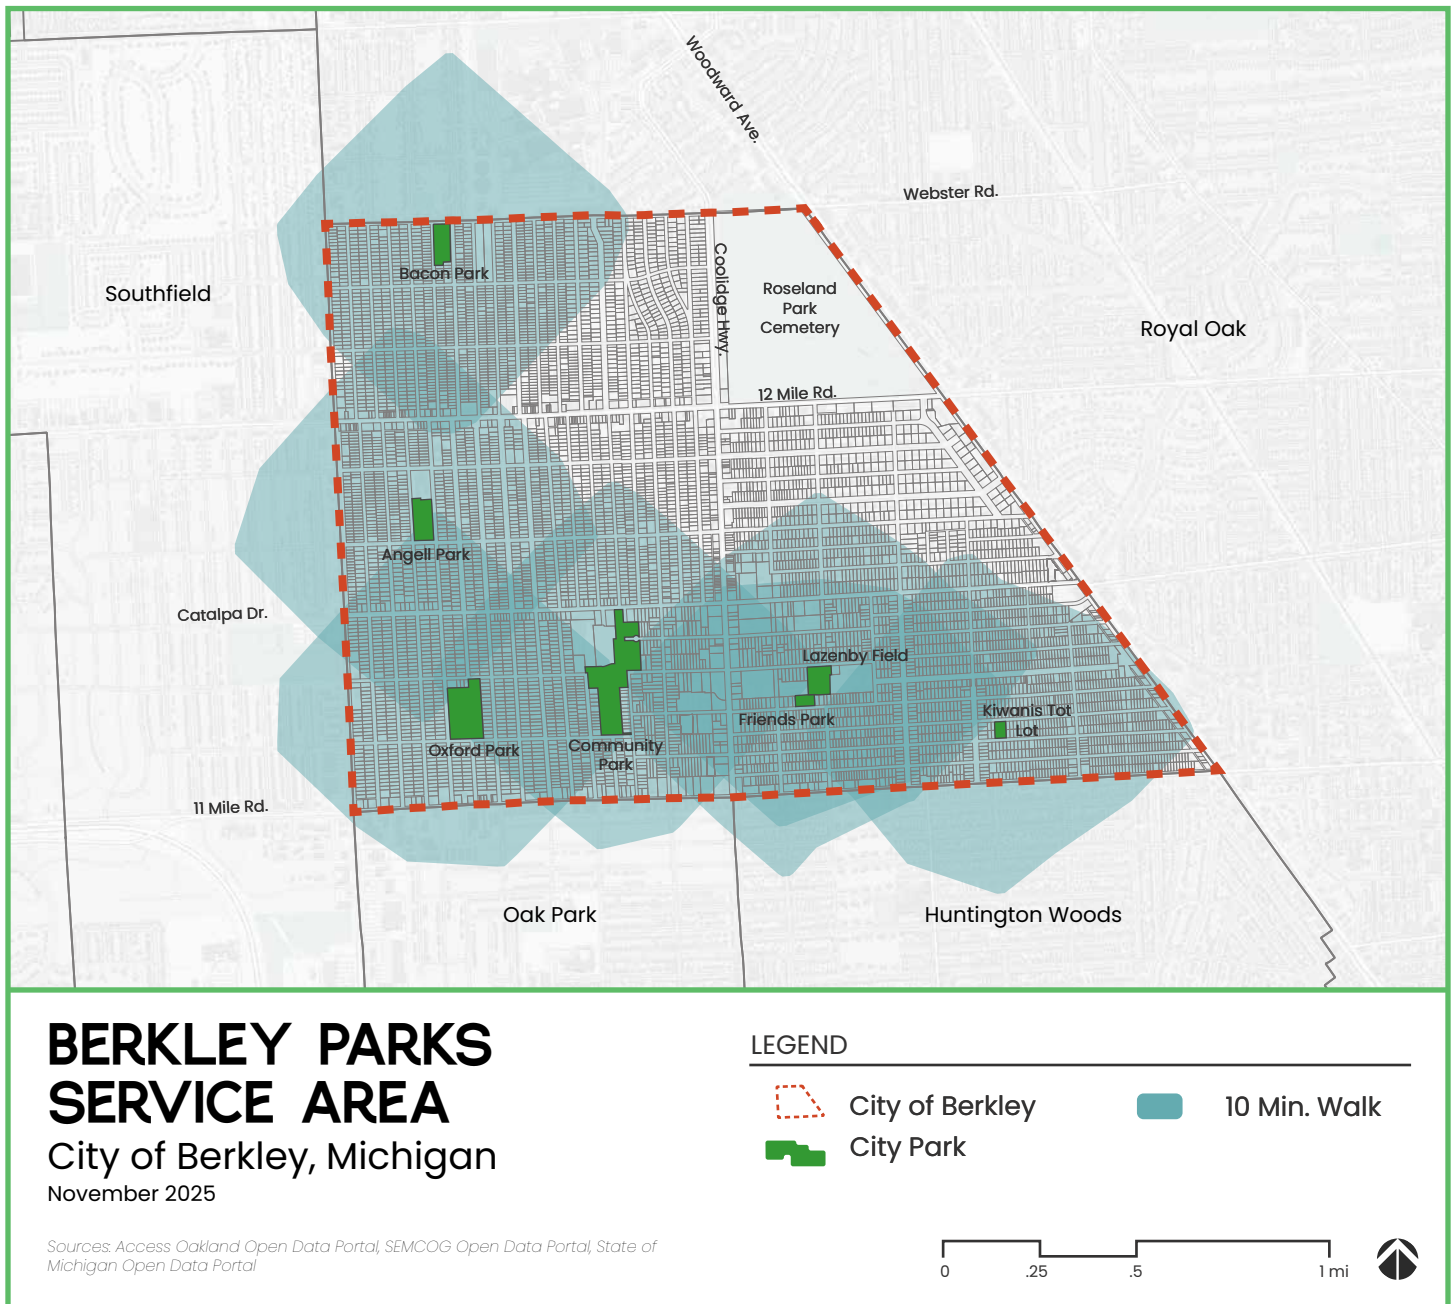 Woodward Ave.
Webster Rd.
Bacon Park
Southfield
Coolidge Hwy.
Roseland
Park
Cemetery
Royal Oak
12 Mile Rd.
Angell Park
Catalpa Dr.
Lazenby Field
Kiwanis Tot
Lot
Friends Park
Oxford Park
Community
Park
11 Mile Rd.
Oak Park
Huntington Woods
BERKLEY PARKS
SERVICE AREA
City of Berkley, Michigan
November 2025
Sources: Access Oakland Open Data Portal, SEMCOG Open Data Portal, State of
Michigan Open Data Portal
LEGEND
City of Berkley
10 Min. Walk
City Park
0 .25 .5 1 mi